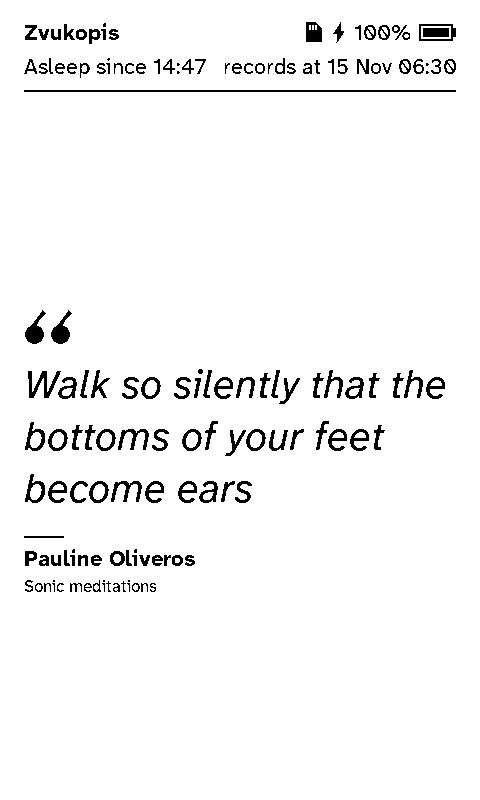 Zvukopis 100%
Asleep since 14:47 records at 15 Nov 06:30
“
Walk so silently that the
bottoms of your feet
become ears
Pauline Oliveros
Sonic meditations